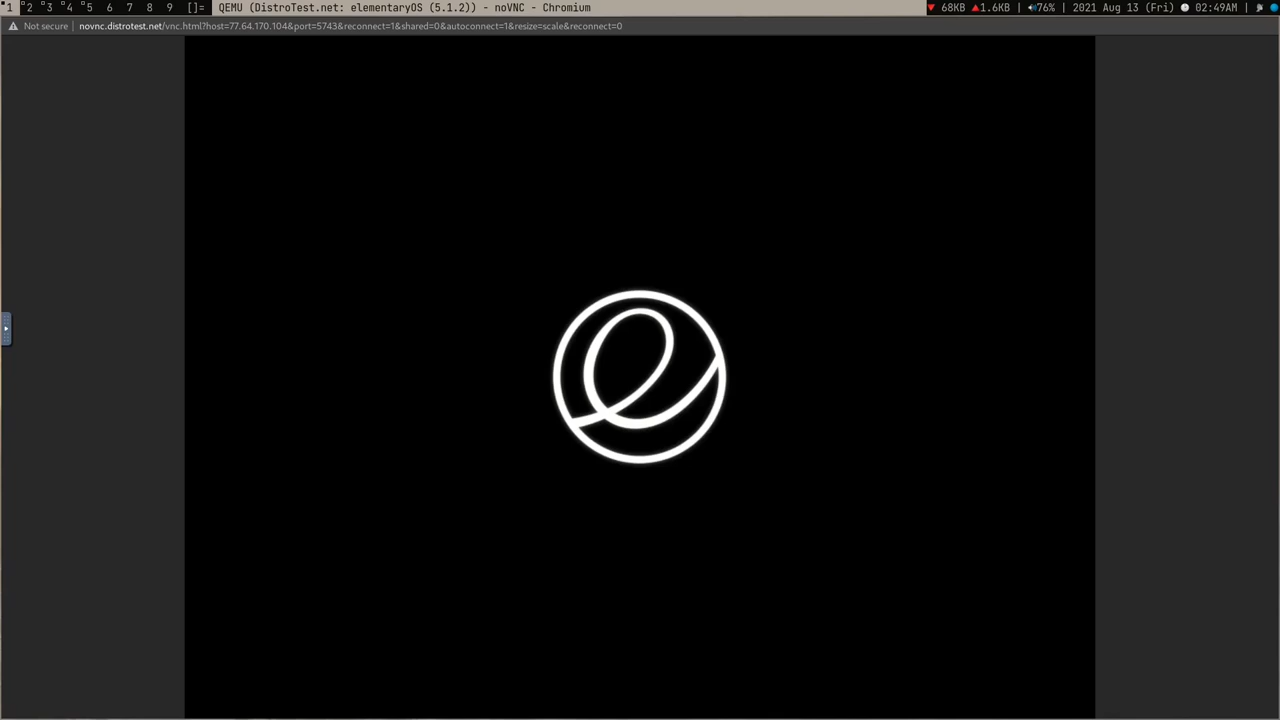 1 2 3 4 5 6 7 8 9 []= QEMU (DistroTest.net: elementaryOS (5.1.2)) - noVNC - Chromium 68KB 1.6KB | 76% | 2021 Aug 13 (Fri) 02:49AM |
Not secure | novnc.distrotest.net/vnc.html?host=77.64.170.104&port=5743&reconnect=1&shared=0&autoconnect=1&resize=scale&reconnect=0
e